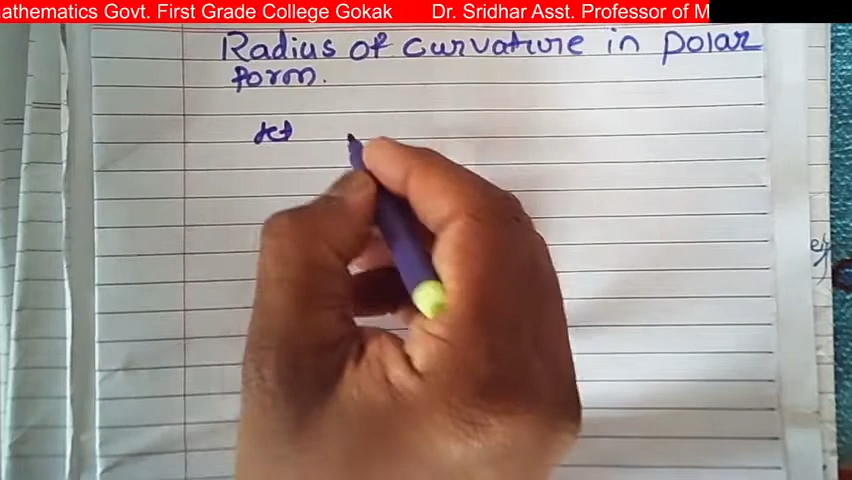 athematics Govt. First Grade College Gokak Dr. Sridhar Asst. Professor of M
Radius of curvature in polar
form.
Let